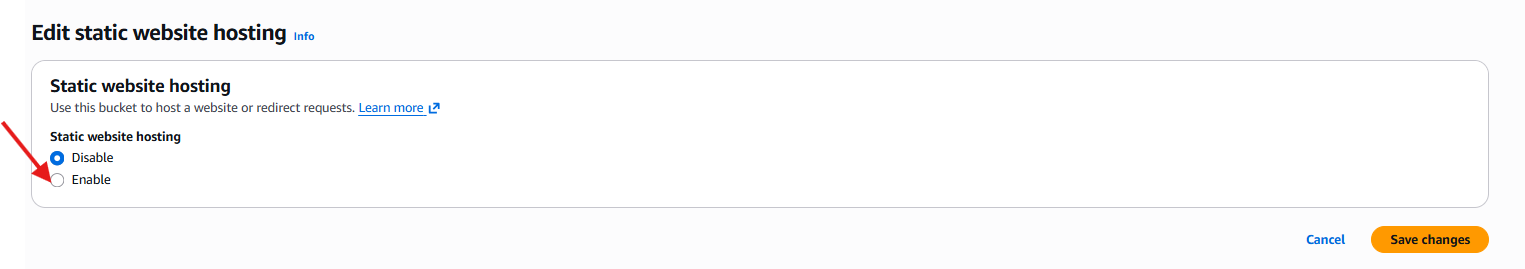 Edit static website hosting Info
Static website hosting
Use this bucket to host a website or redirect requests. Learn more
Static website hosting
Disable
Enable
Cancel Save changes